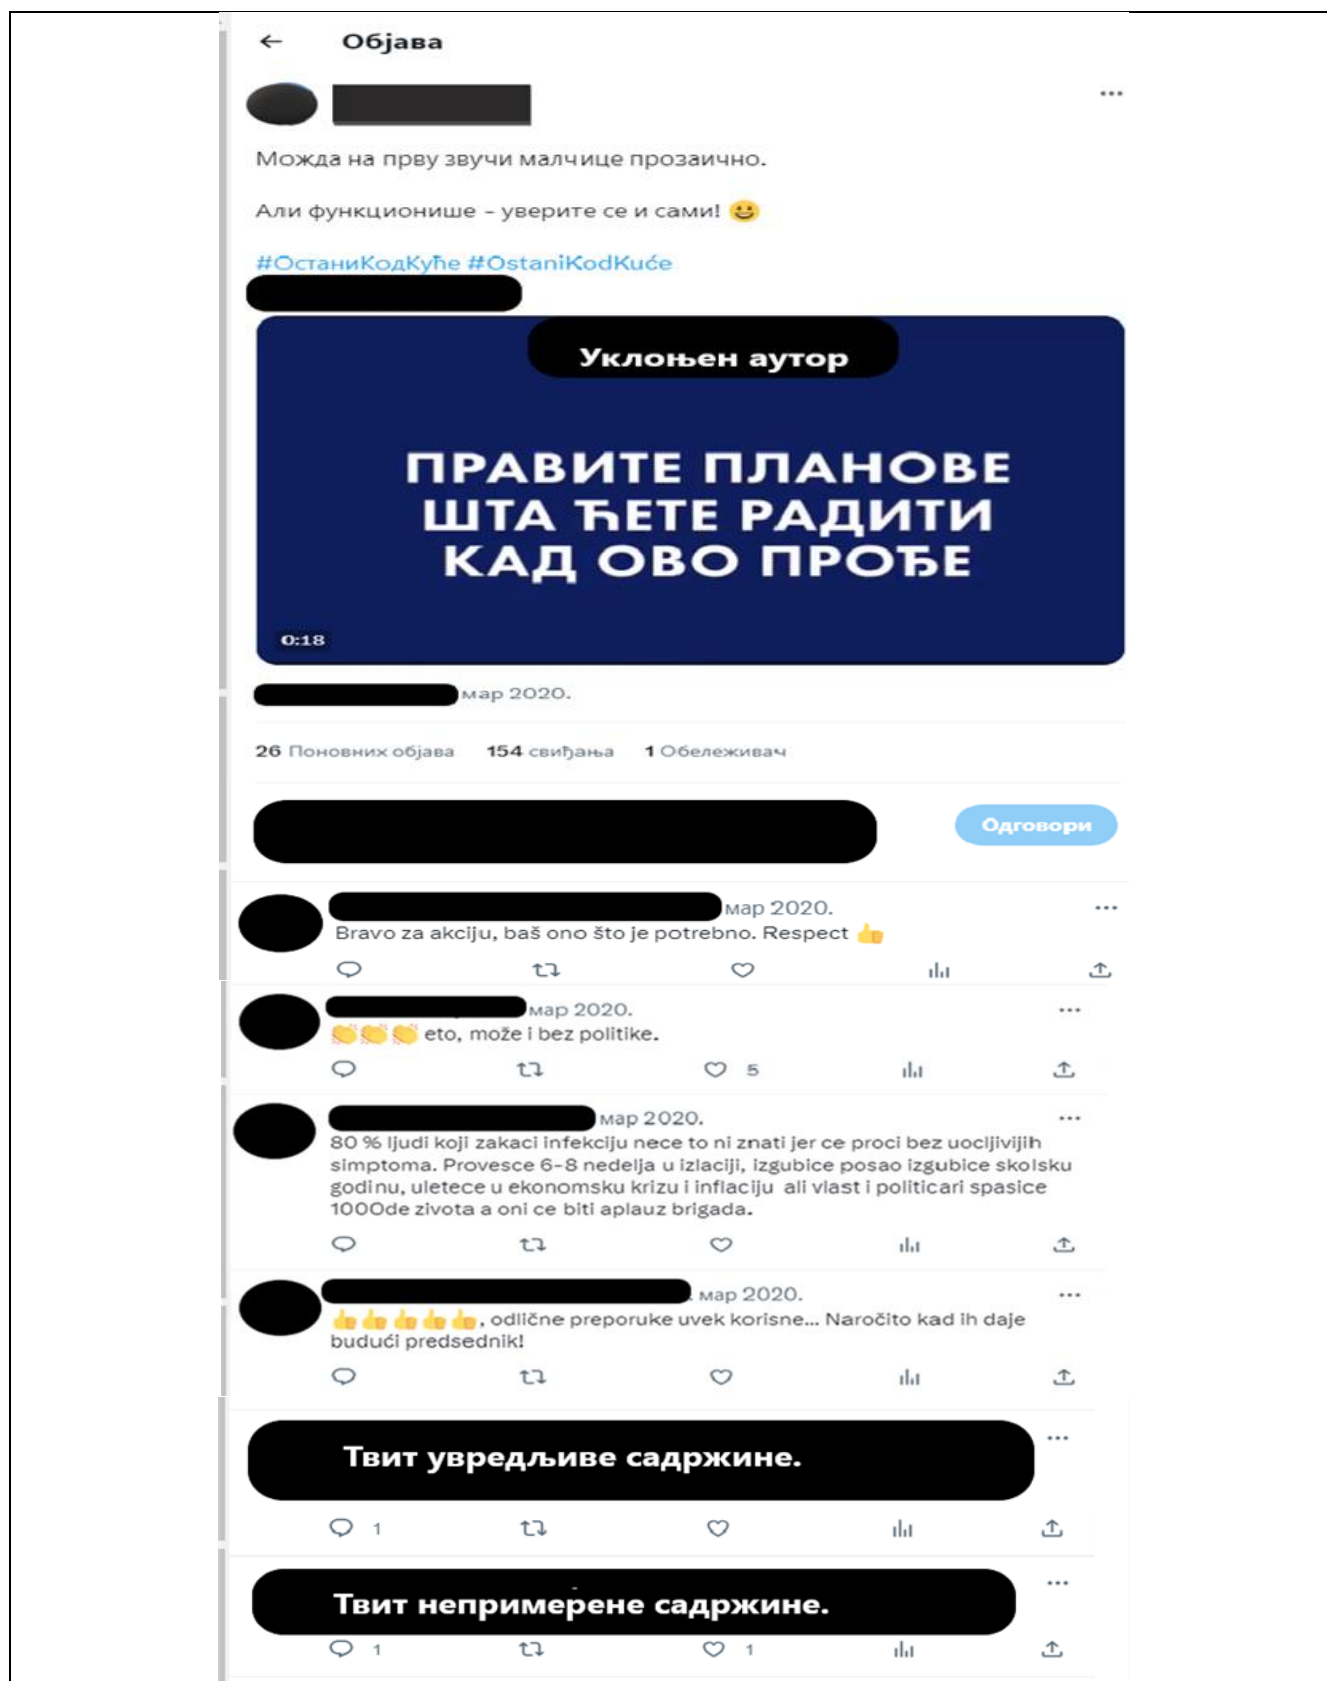 Објава
Можда на прву звучи малчице прозаично.
Али функционише – уверите се и сами! 😀
#ОстаниКодКуће #OstaniKodKuće
Уклоњен аутор
ПРАВИТЕ ПЛАНОВЕ
ШТА ЋЕТЕ РАДИТИ
КАД ОВО ПРОЂЕ
0:18
мар 2020.
26 Поновних објава 154 свиђања 1 Обележивач
Одговори
мар 2020.
Bravo za akciju, baš ono što je potrebno. Respect 👍
мар 2020.
👏👏👏 eto, može i bez politike.
5
мар 2020.
80 % ljudi koji zakaci infekciju nece to ni znati jer ce proci bez uocljivijih
simptoma. Provesce 6-8 nedelja u izlaciji, izgubice posao izgubice skolsku
godinu, uletece u ekonomsku krizu i inflaciju ali vlast i politicari spasice
1000de zivota a oni ce biti aplauz brigada.
мар 2020.
👍👍👍👍👍, odlične preporuke uvek korisne... Naročito kad ih daje
budući predsednik!
Твит увредљиве садржине.
1
Твит непримерене садржине.
1 1